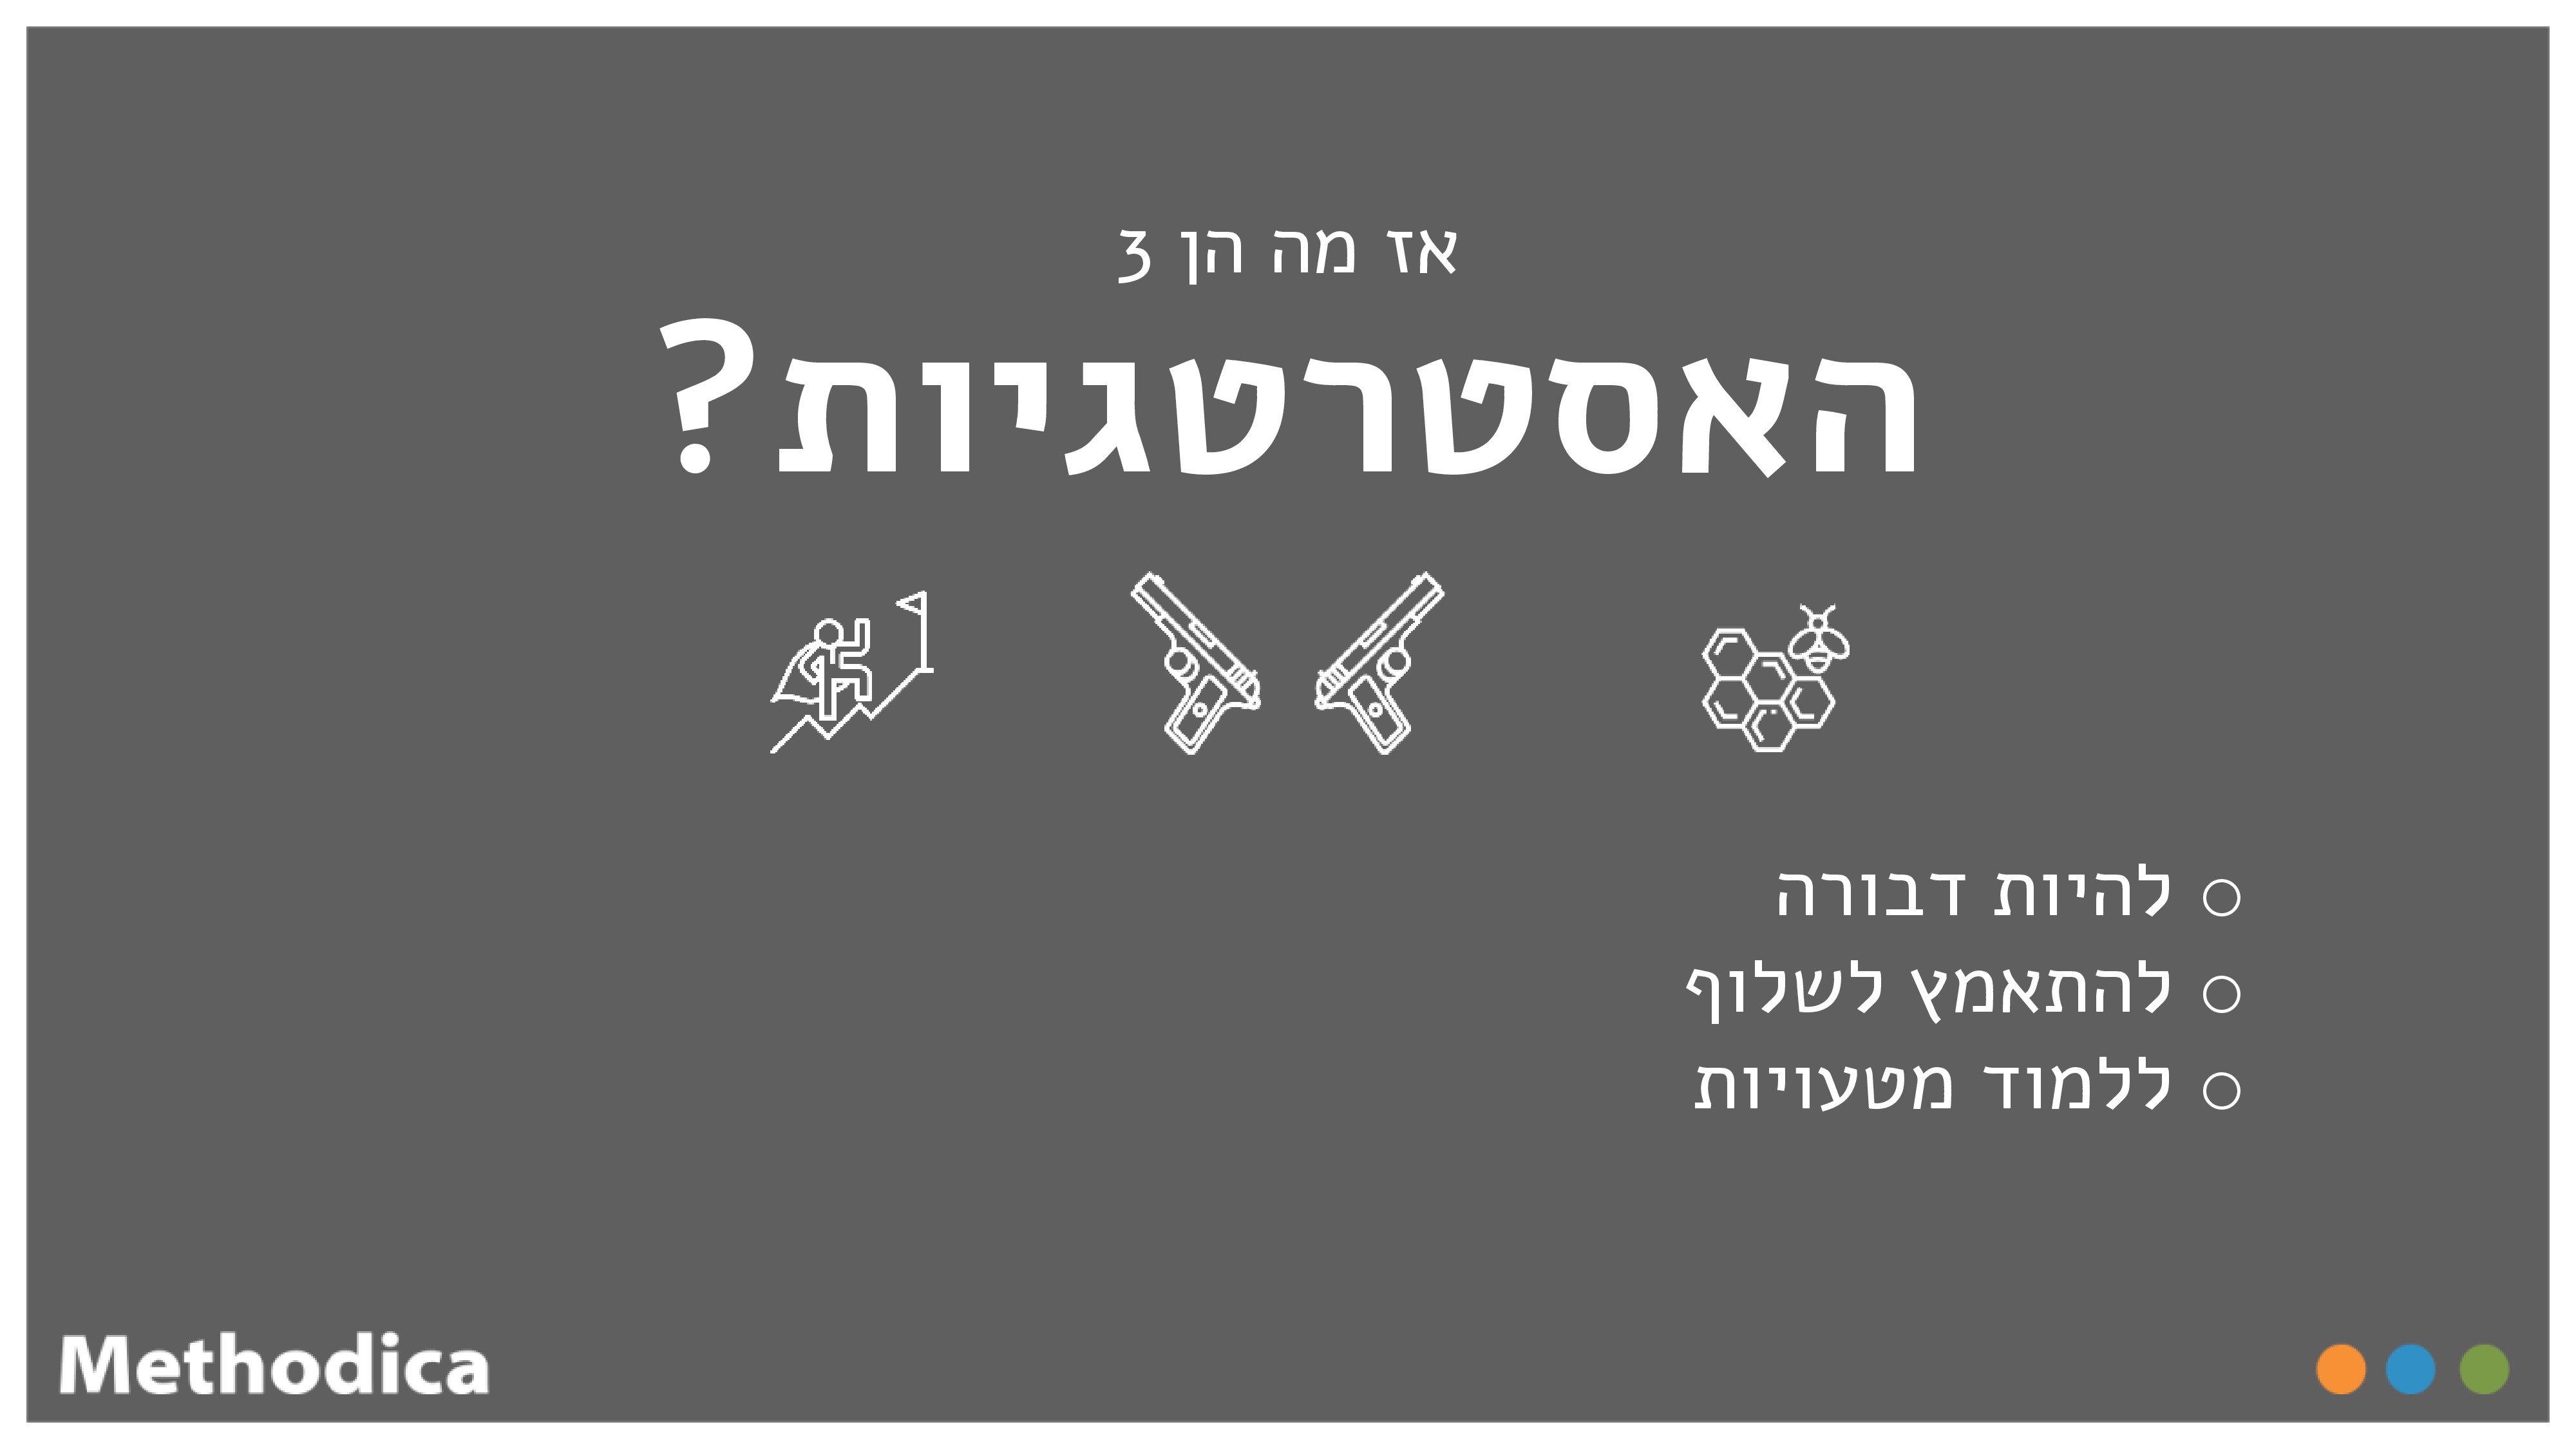 אז מה הן 3
האסטרטגיות?
להיות דבורה
להתאמץ לשלוף
ללמוד מטעויות
Methodica